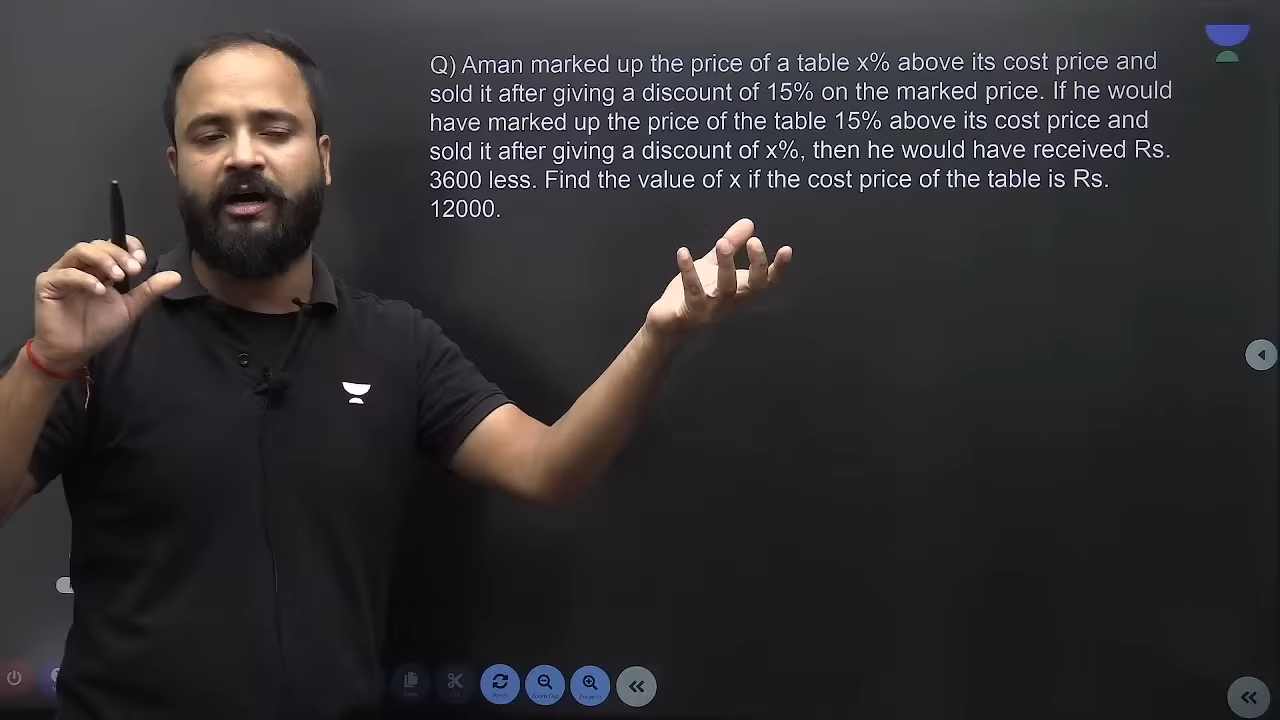 Q) Aman marked up the price of a table x% above its cost price and
sold it after giving a discount of 15% on the marked price. If he would
have marked up the price of the table 15% above its cost price and
sold it after giving a discount of x%, then he would have received Rs.
3600 less. Find the value of x if the cost price of the table is Rs.
12000.
Zoom Out